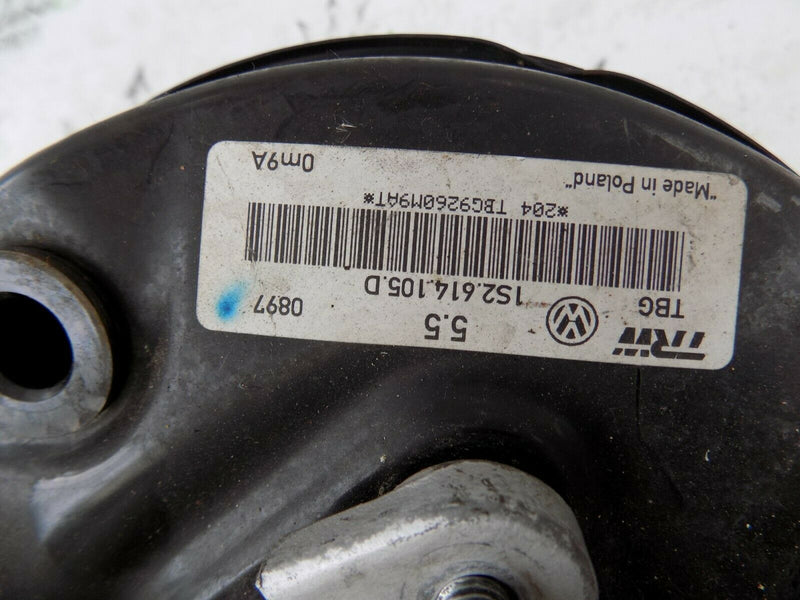 TRW 5.5
TBG 1S2.614.105.D 0897
*204 TBG9260M9AT*
"Made in Poland" 0m9A